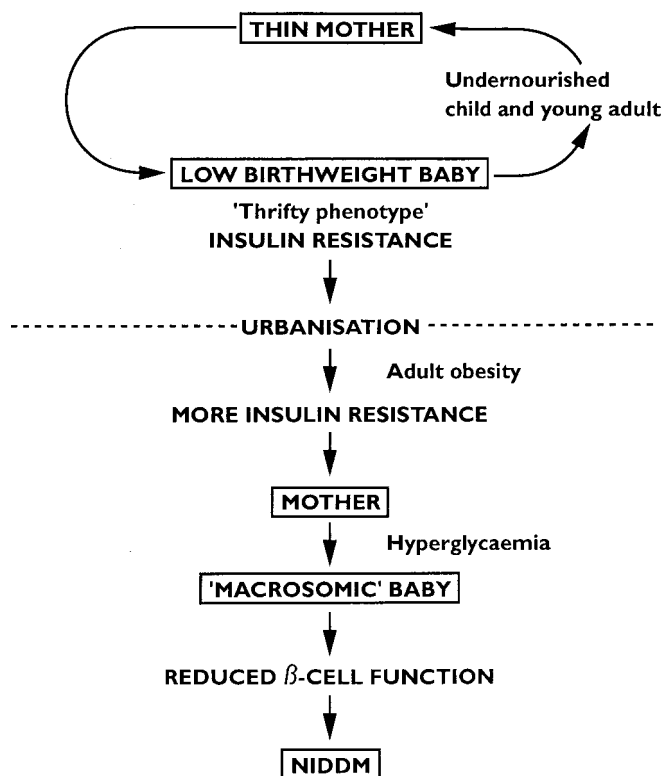 THIN MOTHER
Undernourished
child and young adult
LOW BIRTHWEIGHT BABY
'Thrifty phenotype'
INSULIN RESISTANCE
URBANISATION
Adult obesity
MORE INSULIN RESISTANCE
MOTHER
Hyperglycaemia
'MACROSOMIC' BABY
REDUCED β-CELL FUNCTION
NIDDM